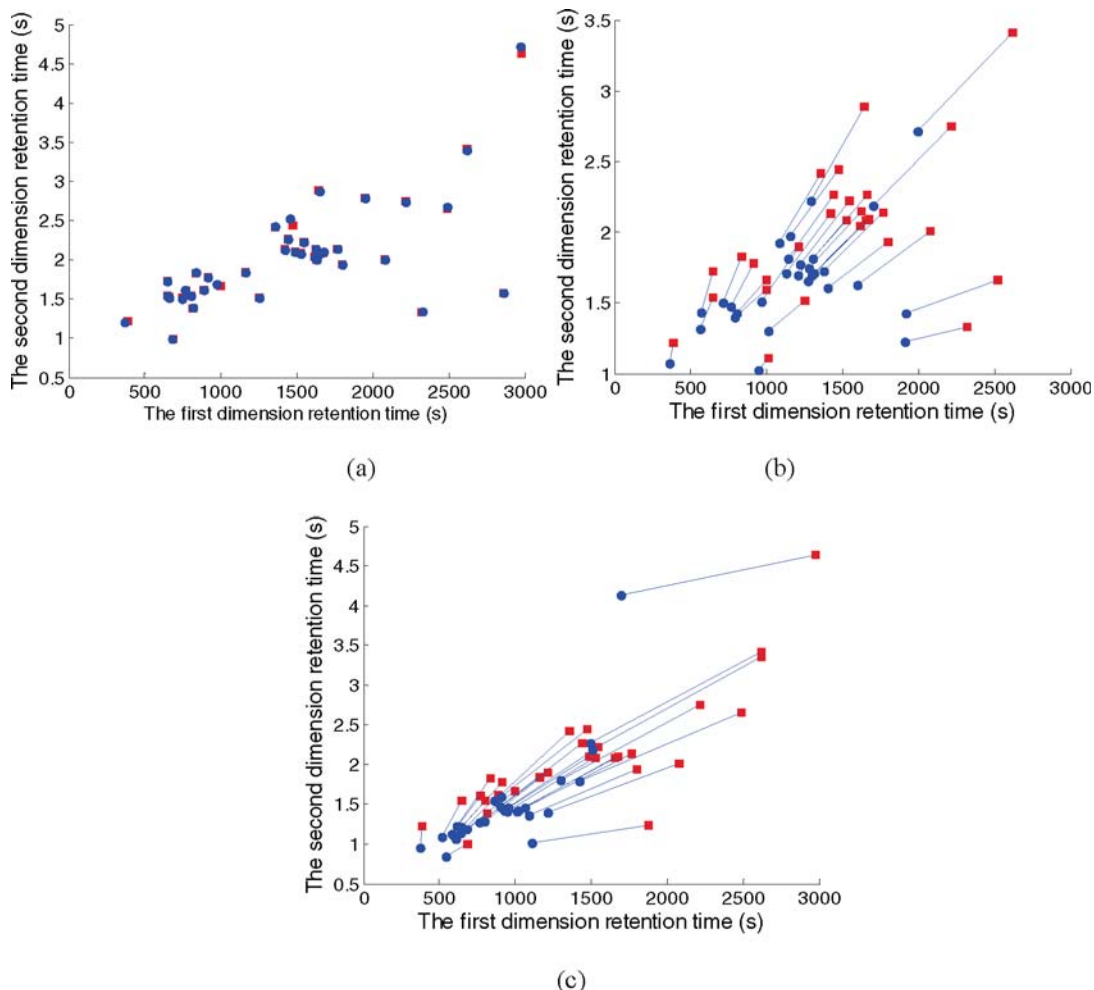 The second dimension retention time (s)
5
4.5
4
3.5
3
2.5
2
1.5
1
0.5
0 500 1000 1500 2000 2500 3000
The first dimension retention time (s)
(a)
The second dimension retention time (s)
3.5
3
2.5
2
1.5
1
0 500 1000 1500 2000 2500 3000
The first dimension retention time (s)
(b)
The second dimension retention time (s)
5
4.5
4
3.5
3
2.5
2
1.5
1
0.5
0 500 1000 1500 2000 2500 3000
The first dimension retention time (s)
(c)